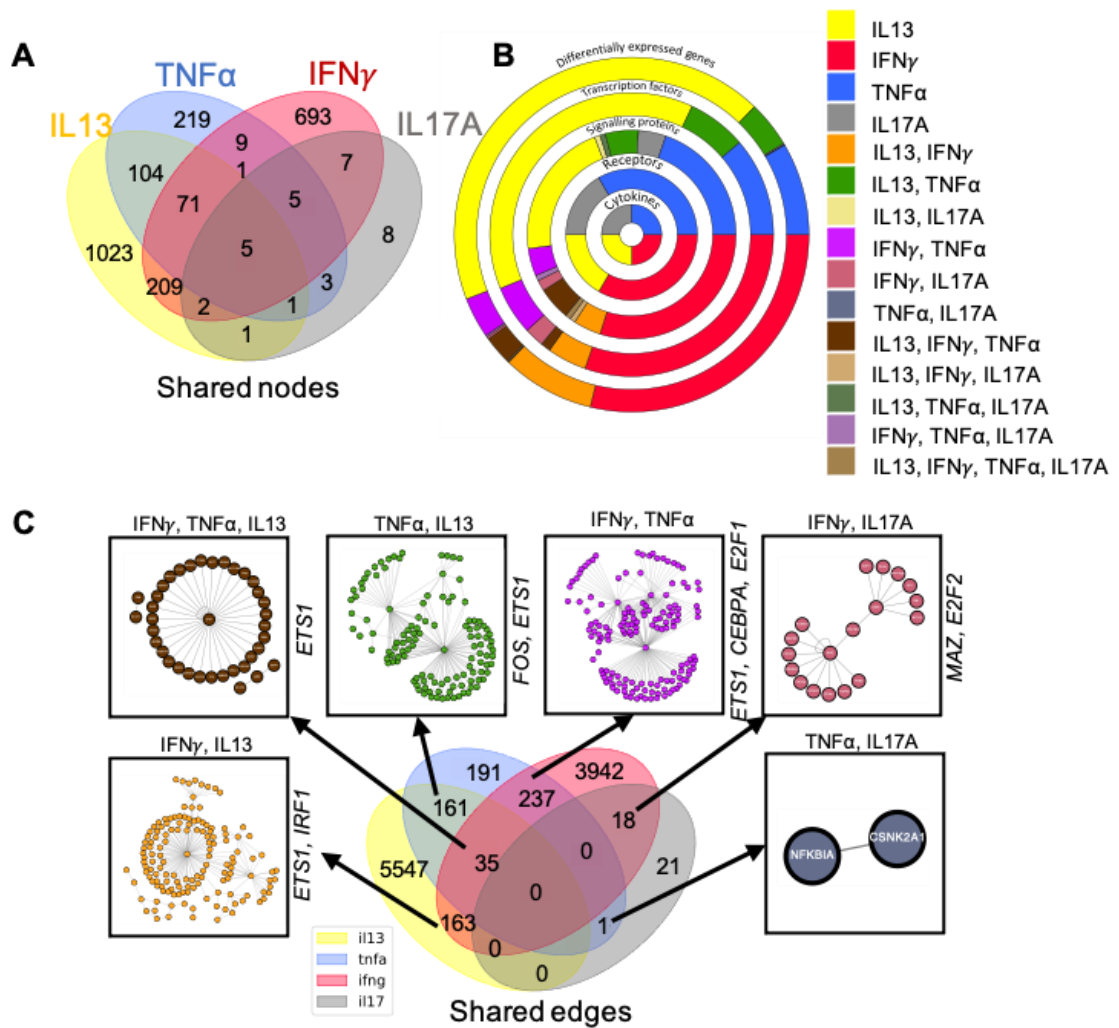 A
TNFα
IFNγ
IL13
IL17A
219
9
693
104
1
7
71
5
1023
5
8
209
2
1
3
1
Shared nodes
B
Differentially expressed genes
Transcription factors
Signalling proteins
Receptors
Cytokines
IL13
IFNγ
TNFα
IL17A
IL13, IFNγ
IL13, TNFα
IL13, IL17A
IFNγ, TNFα
IFNγ, IL17A
TNFα, IL17A
IL13, IFNγ, TNFα
IL13, IFNγ, IL17A
IL13, TNFα, IL17A
IFNγ, TNFα, IL17A
IL13, IFNγ, TNFα, IL17A
C
IFNγ, TNFα, IL13
ETS1
TNFα, IL13
FOS, ETS1
IFNγ, TNFα
ETS1, CEBPA, E2F1
IFNγ, IL17A
MAZ, E2F2
IFNγ, IL13
ETS1, IRF1
TNFα, IL17A
NFKBIA
CSNK2A1
191
3942
161
237
18
5547
35
0
21
0
163
0
1
0
il13
tnfa
ifng
il17
Shared edges